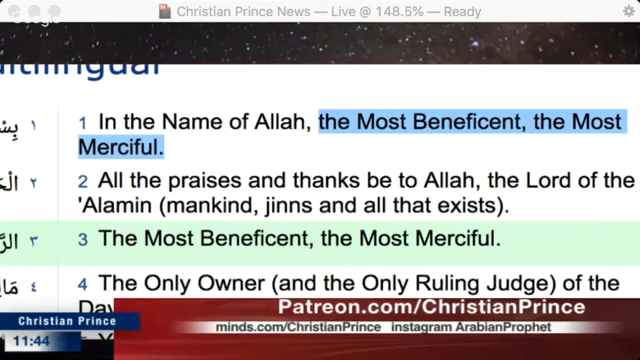 Christian Prince News — Live @ 148.5% — Ready
Multilingual
١ 1 In the Name of Allah, the Most Beneficent, the Most
Merciful.
٢ 2 All the praises and thanks be to Allah, the Lord of the
'Alamin (mankind, jinns and all that exists).
٣ 3 The Most Beneficent, the Most Merciful.
٤ 4 The Only Owner (and the Only Ruling Judge) of the
Patreon.com/ChristianPrince
Christian Prince
minds.com/ChristianPrince instagram ArabianProphet
11:44